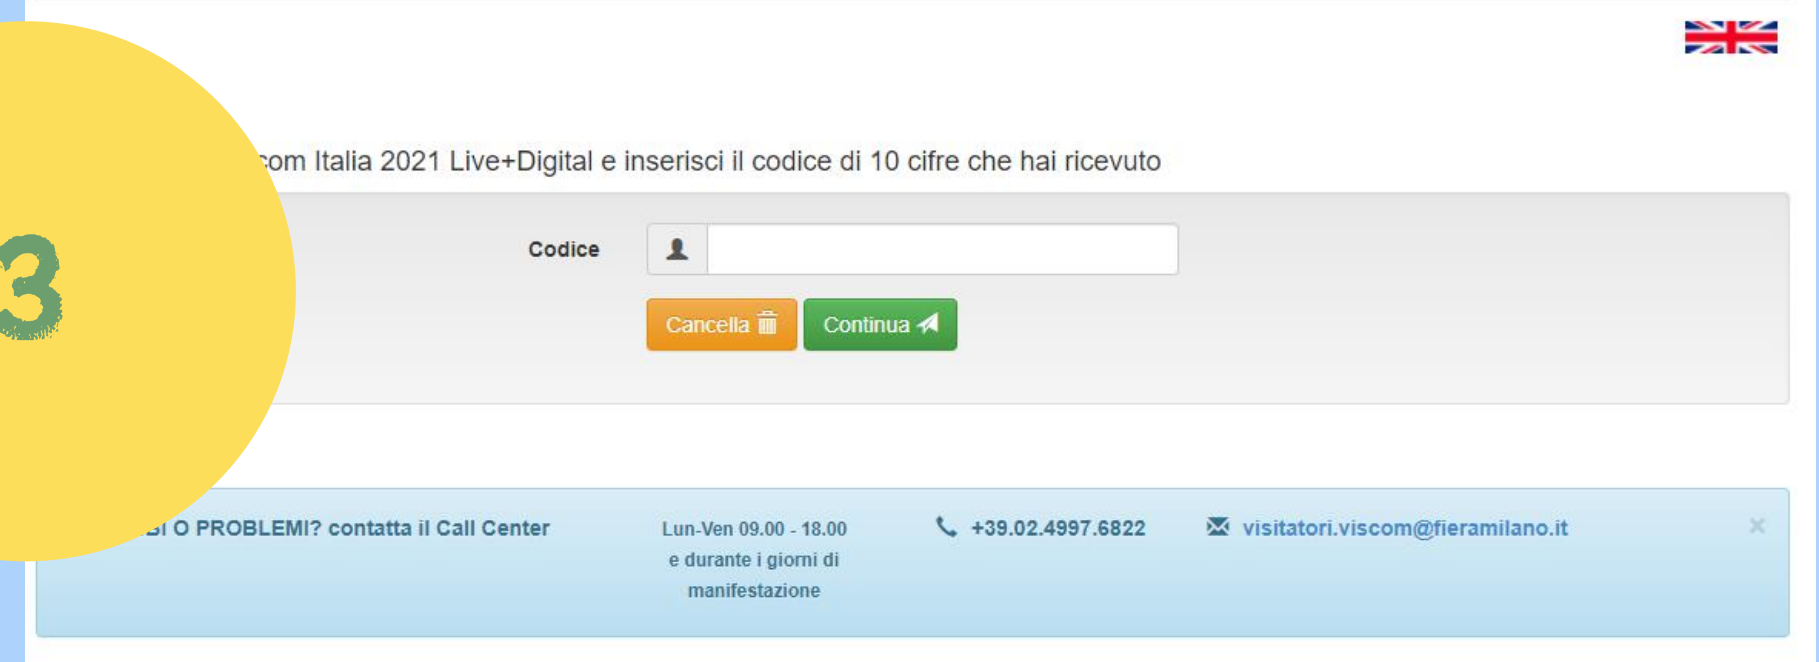 Italia 2021 Live+Digital e inserisci il codice di 10 cifre che hai ricevuto
3
Codice
Cancella
Continua
O PROBLEMI? contatta il Call Center
Lun-Ven 09.00 - 18.00
e durante i giorni di
manifestazione
+39.02.4997.6822
visitatori.viscom@fieramilano.it
×